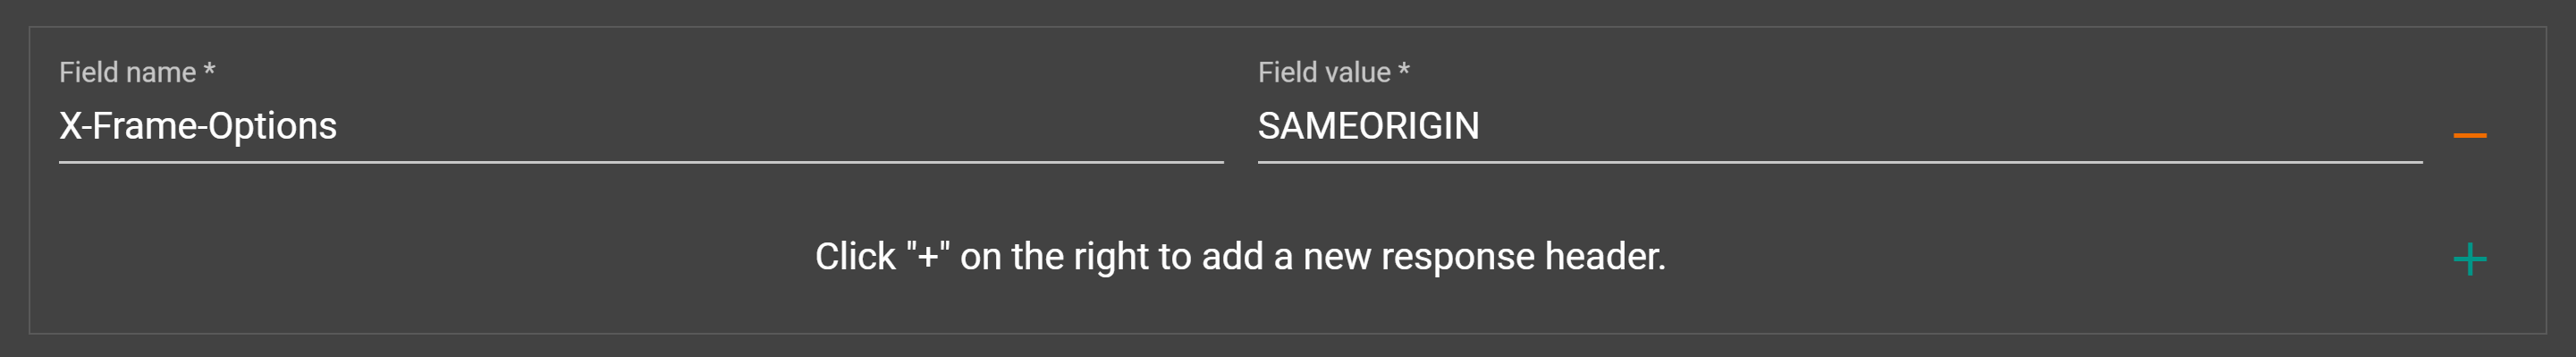 Field name *
Field value *
X-Frame-Options
SAMEORIGIN
Click "+" on the right to add a new response header.